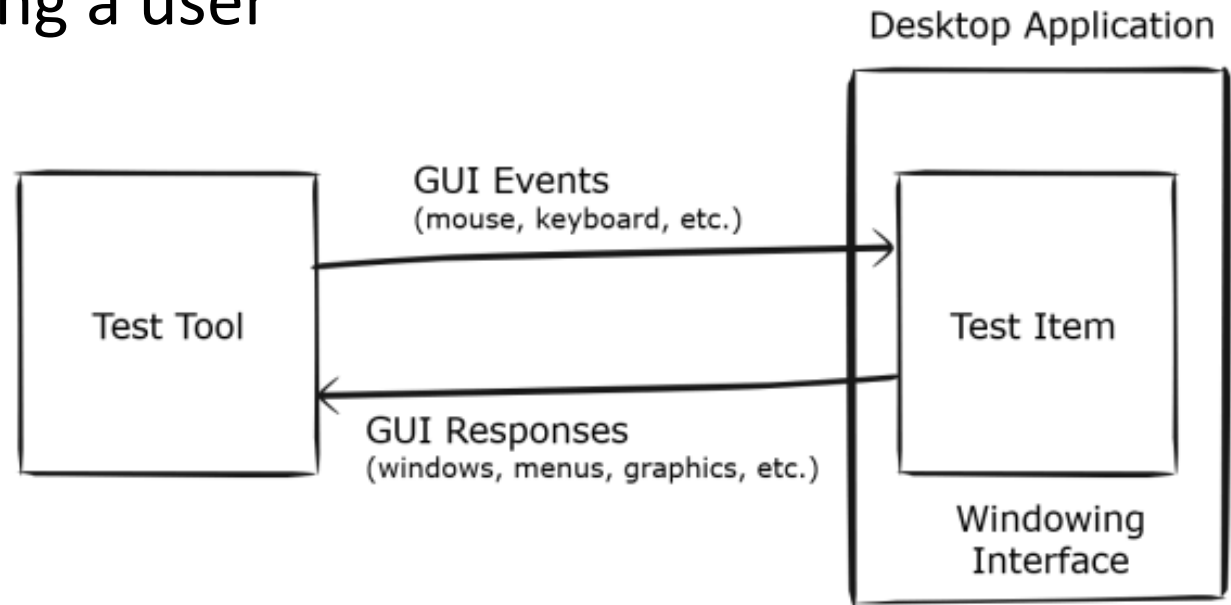 ng a user
Desktop Application
GUI Events
(mouse, keyboard, etc.)
Test Tool
Test Item
GUI Responses
(windows, menus, graphics, etc.)
Windowing
Interface